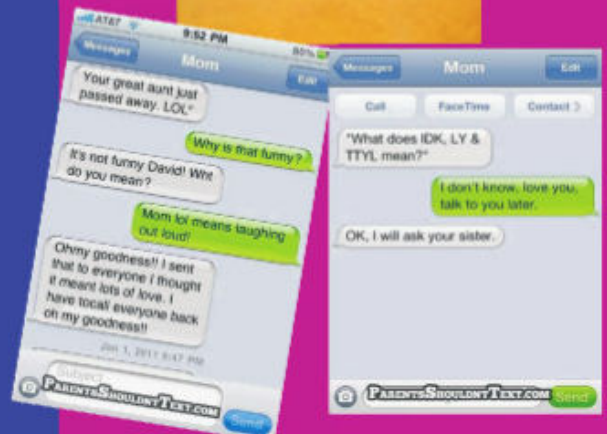 AT&T 9:52 PM 80%
Messages Mom Edit
Your great aunt just
passed away. LOL"
Why is that funny?
It's not funny David! Wht
do you mean?
Mom lol means laughing
out loud!
Ohmy goodness!! I sent
that to everyone I thought
it meant lots of love. I
have tocall everyone back
oh my goodness!!
Jan 1, 2011 6:47 PM
Subject
PARENTSSHOULDNTTEXT.COM
Send
Messages Mom Edit
Call FaceTime Contact >
"What does IDK, LY &
TTYL mean?"
I don't know, love you,
talk to you later.
OK, I will ask your sister.
PARENTSSHOULDNTTEXT.COM
Send